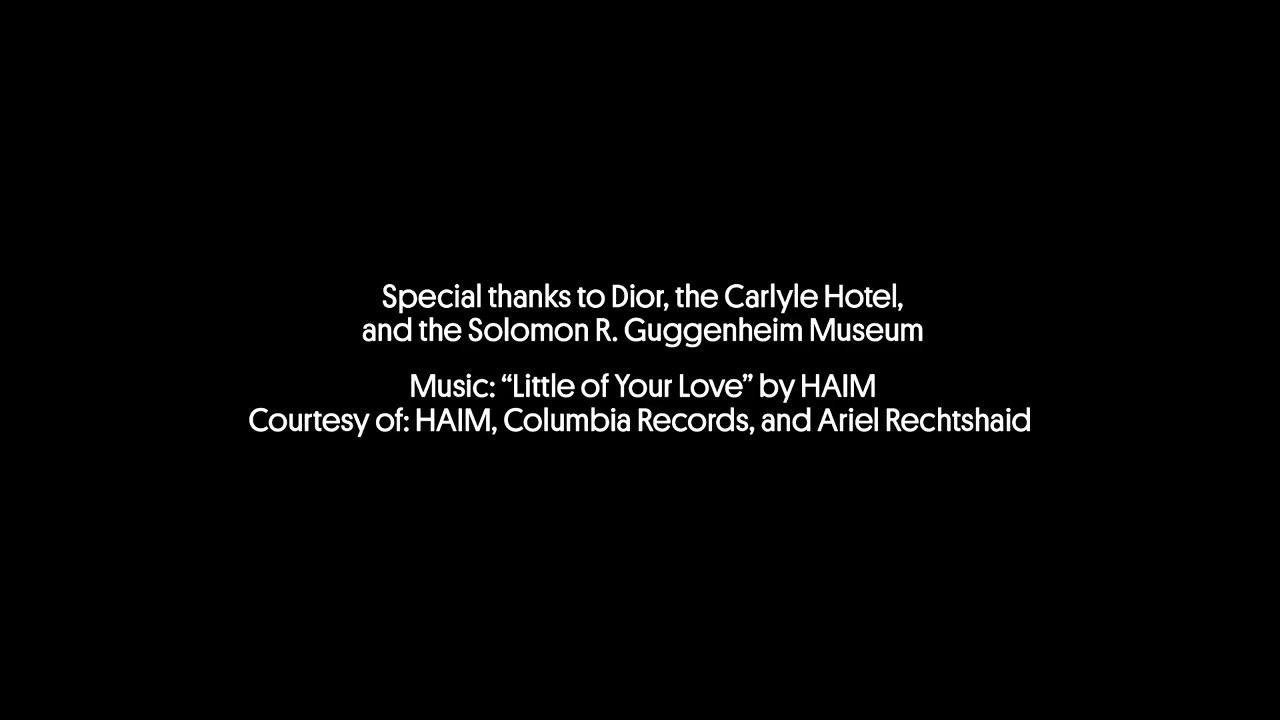 Special thanks to Dior, the Carlyle Hotel,
and the Solomon R. Guggenheim Museum
Music: “Little of Your Love” by HAIM
Courtesy of: HAIM, Columbia Records, and Ariel Rechtshaid